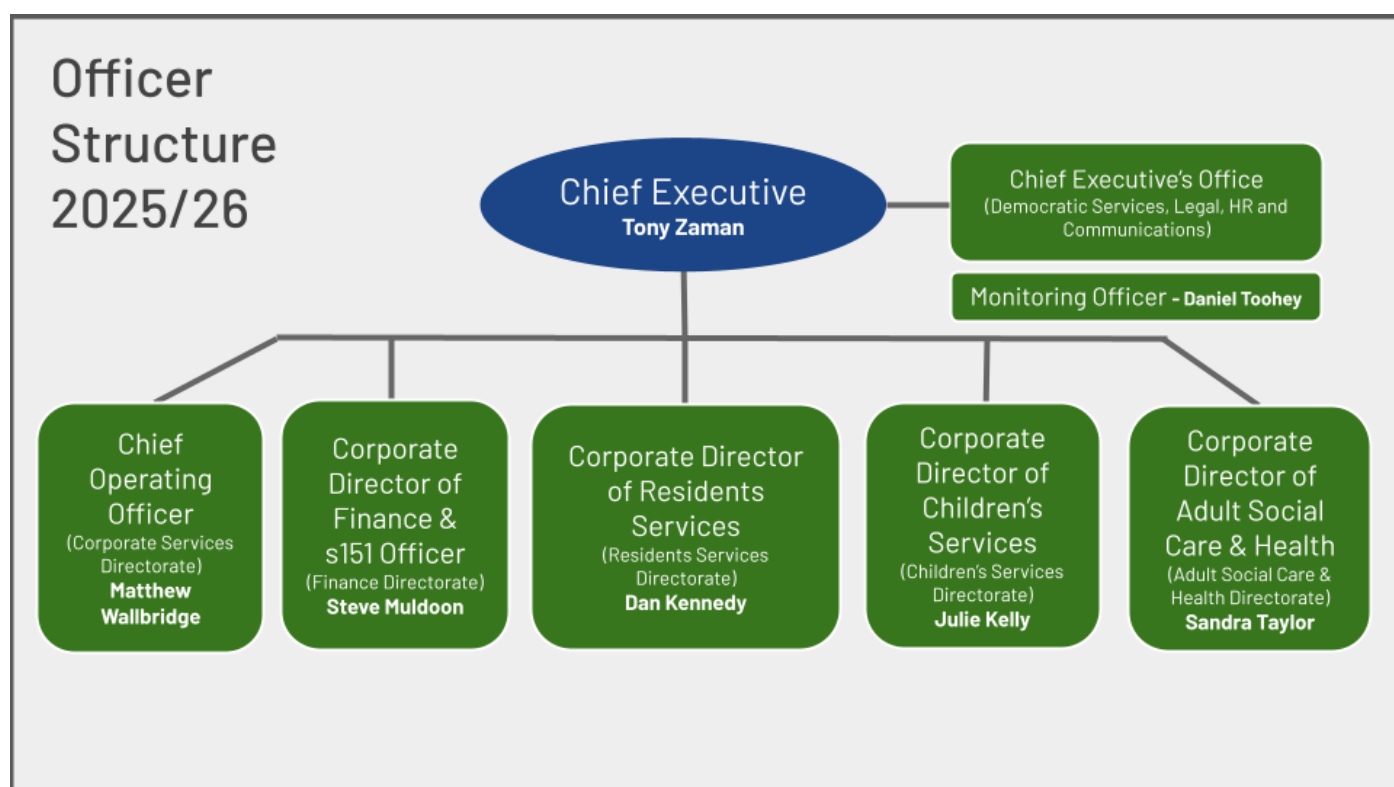 Officer
Structure
2025/26
Chief Executive
Tony Zaman
Chief Executive’s Office
(Democratic Services, Legal, HR and
Communications)
Monitoring Officer - Daniel Toohey
Chief
Operating
Officer
(Corporate Services
Directorate)
Matthew
Wallbridge
Corporate
Director of
Finance &
s151 Officer
(Finance Directorate)
Steve Muldoon
Corporate Director
of Residents
Services
(Residents Services
Directorate)
Dan Kennedy
Corporate
Director of
Children’s
Services
(Children’s Services
Directorate)
Julie Kelly
Corporate
Director of
Adult Social
Care & Health
(Adult Social Care &
Health Directorate)
Sandra Taylor